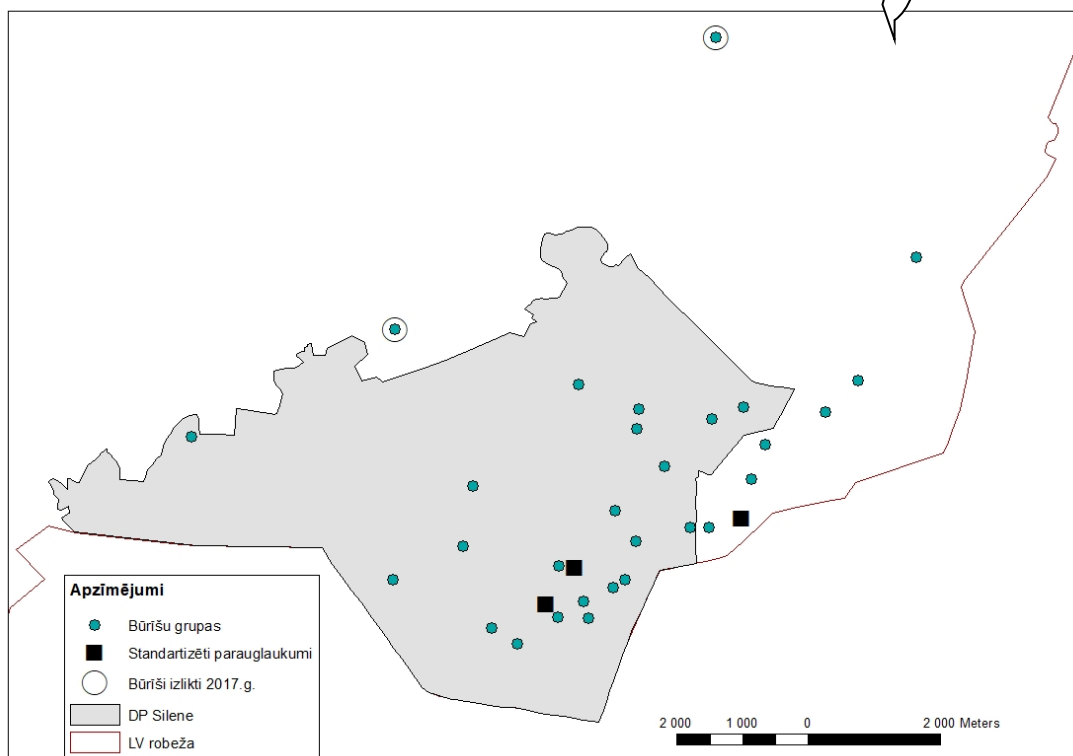 Apzīmējumi
Būrīšu grupas
Standartizēti parauglaukumi
Būrīši izlikti 2017.g.
DP Silene
LV robeža
2 000 1 000 0 2 000 Meters